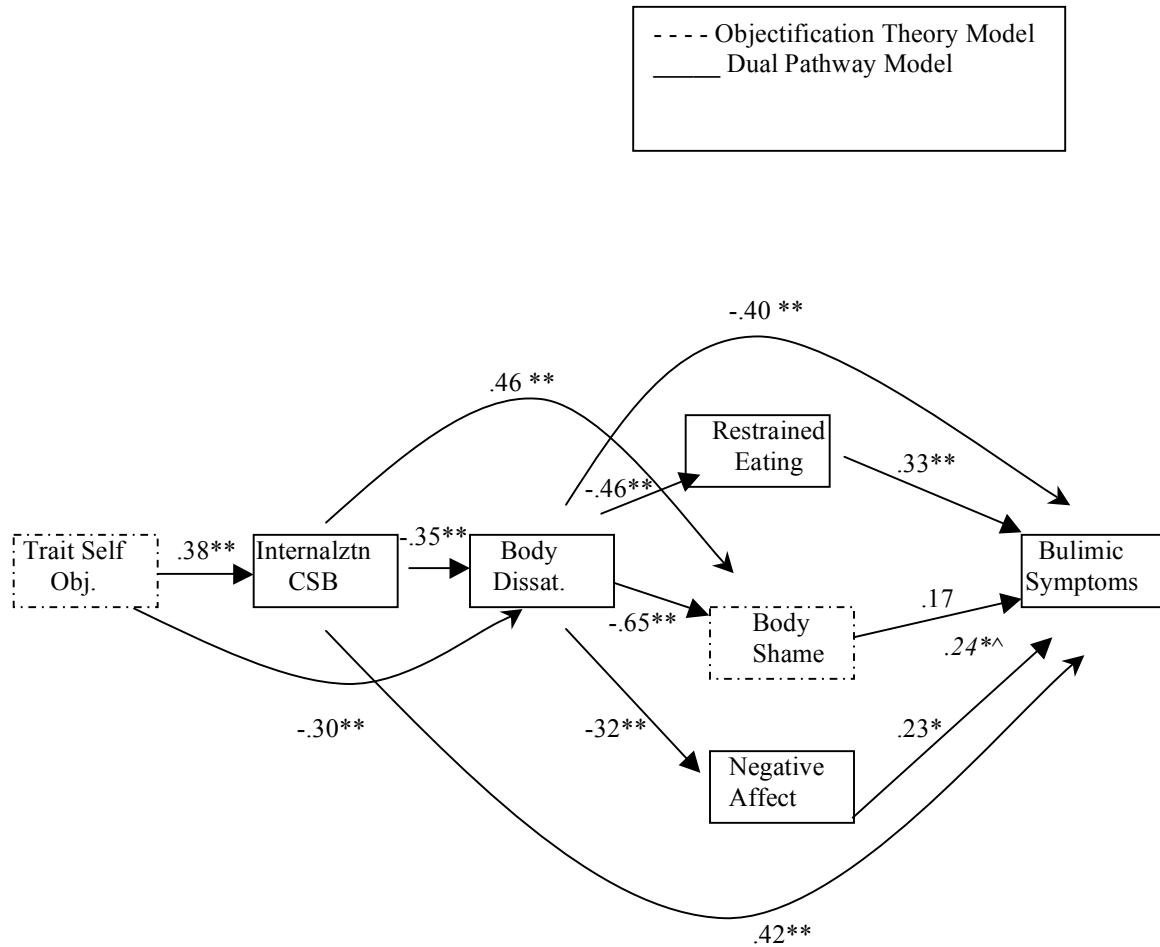 - - - - Objectification Theory Model
_____ Dual Pathway Model
-.40 **
.46 **
Restrained
Eating
.33**
-.46**
Trait Self
Obj.
.38**
Internalztn
CSB
-.35**
Body
Dissat.
Bulimic
Symptoms
-.65**
Body
Shame
.17
.24*^
-.30**
-32**
.23*
Negative
Affect
.42**